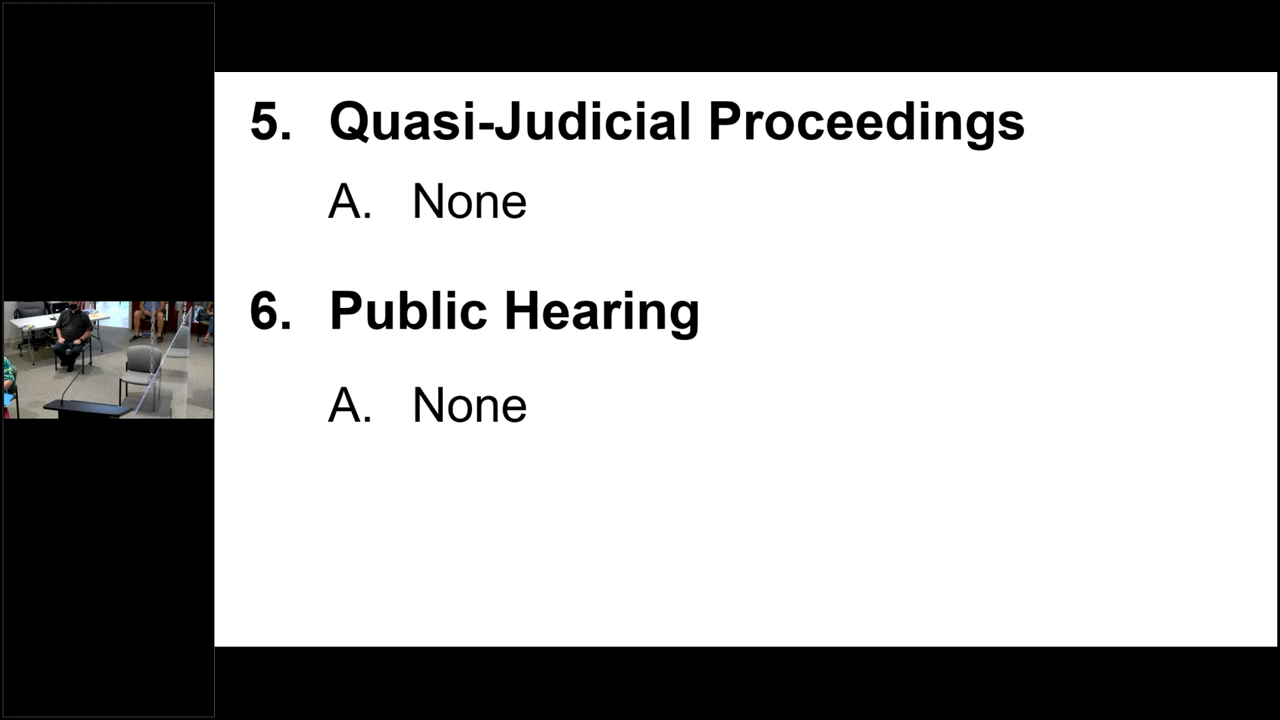 5. Quasi-Judicial Proceedings
A. None
6. Public Hearing
A. None